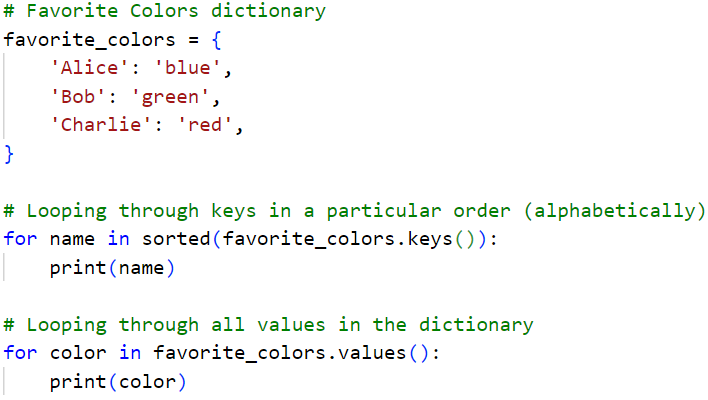 # Favorite Colors dictionary
favorite_colors = {
    'Alice': 'blue',
    'Bob': 'green',
    'Charlie': 'red',
}
# Looping through keys in a particular order (alphabetically)
for name in sorted(favorite_colors.keys()):
    print(name)
# Looping through all values in the dictionary
for color in favorite_colors.values():
    print(color)